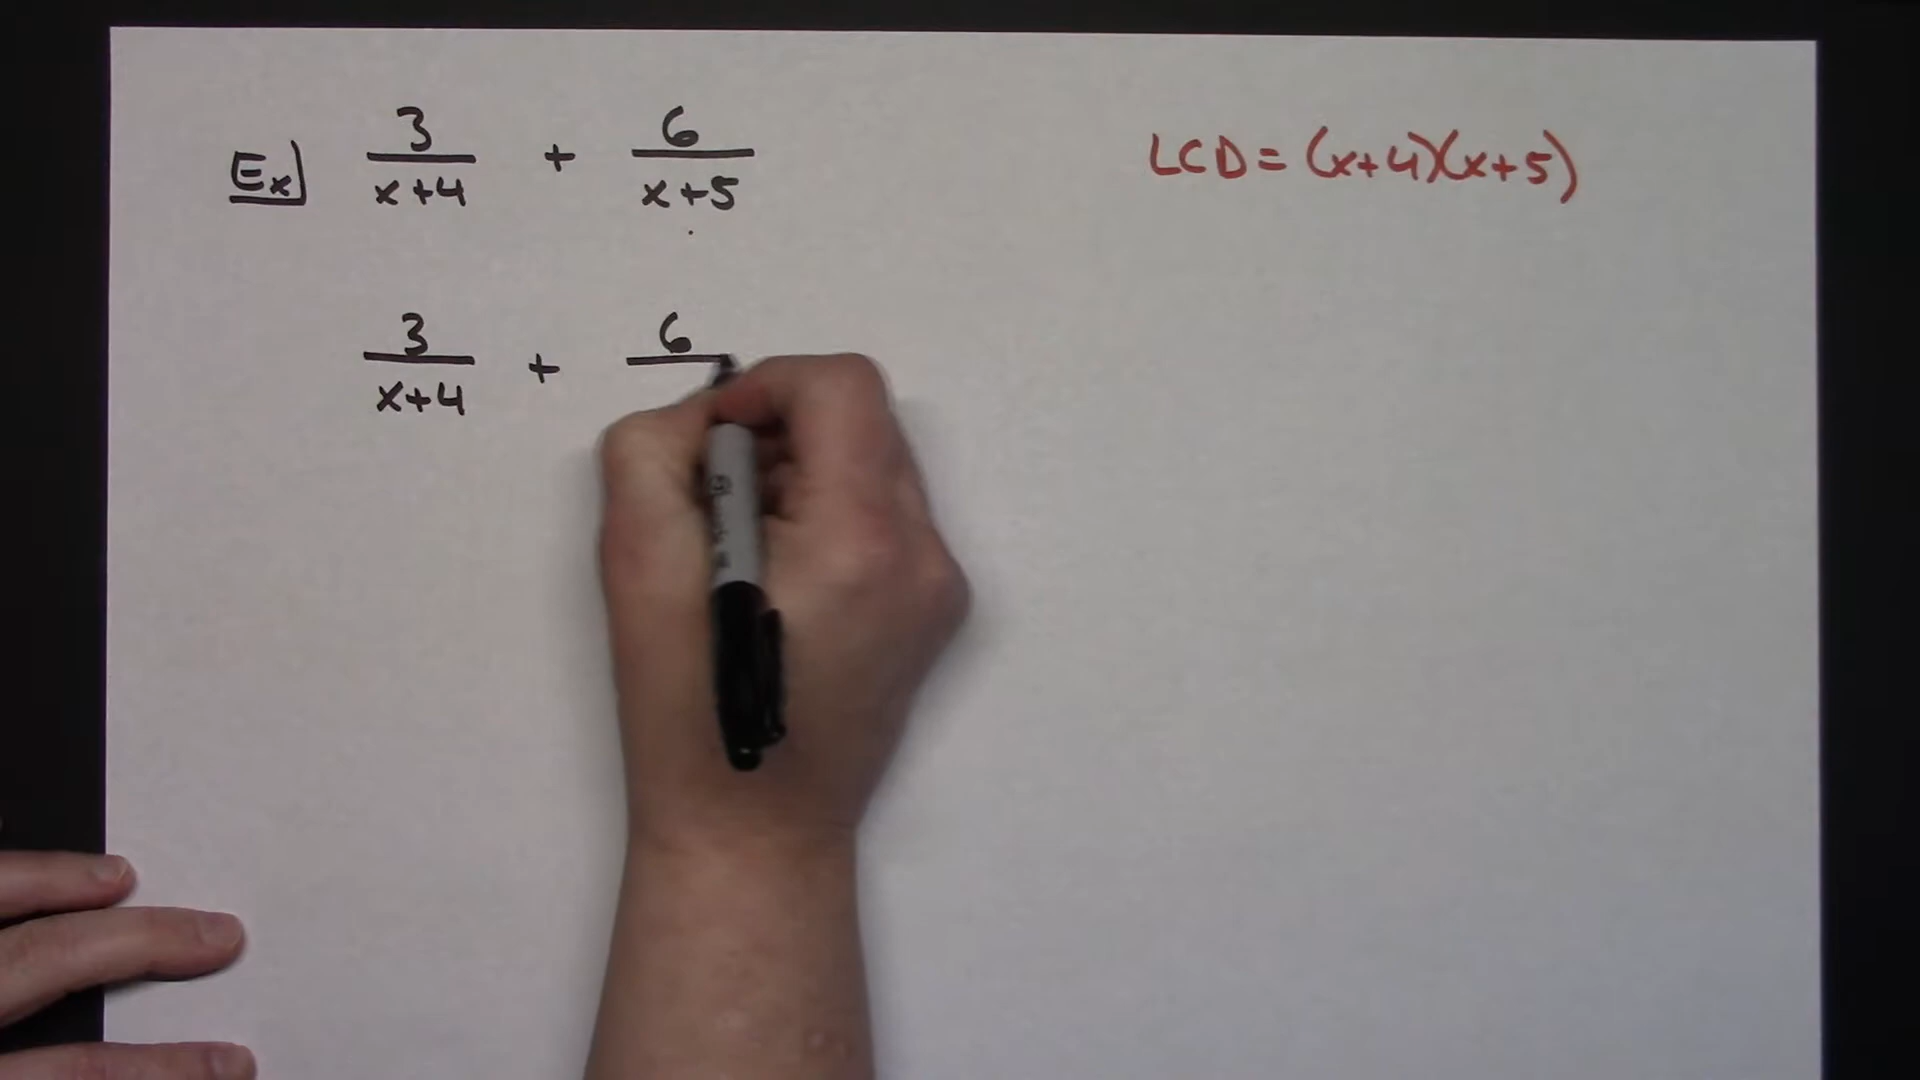 Ex) 3/(x+4) + 6/(x+5) LCD = (x+4)(x+5)
3/(x+4) + 6/